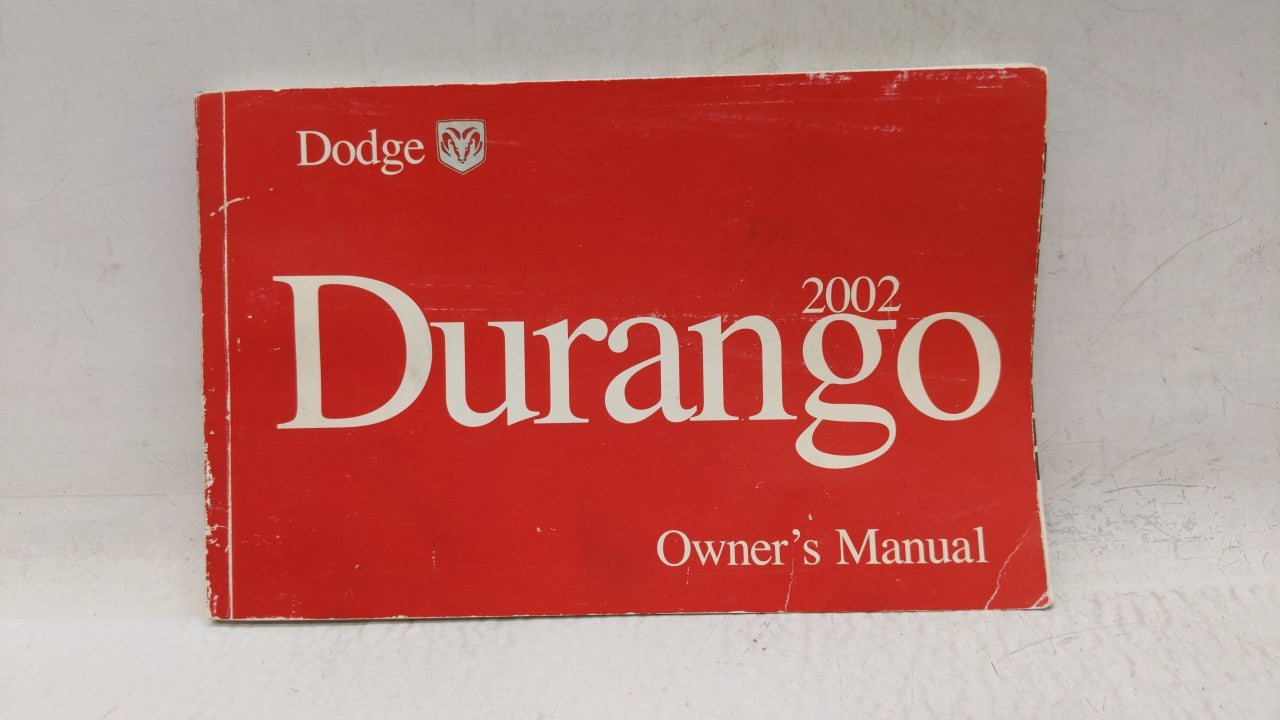 Dodge
2002
Durango
Owner's Manual